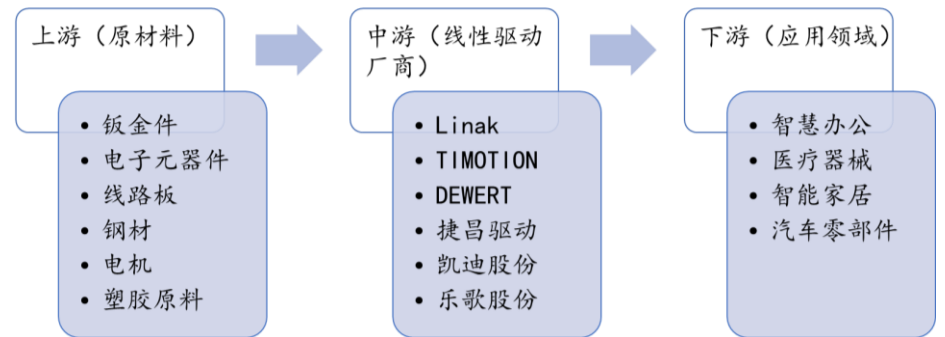 上游（原材料）
钣金件
电子元器件
线路板
钢材
电机
塑胶原料
中游（线性驱动
厂商）
Linak
TIMOTION
DEWERT
捷昌驱动
凯迪股份
乐歌股份
下游（应用领域）
智慧办公
医疗器械
智能家居
汽车零部件